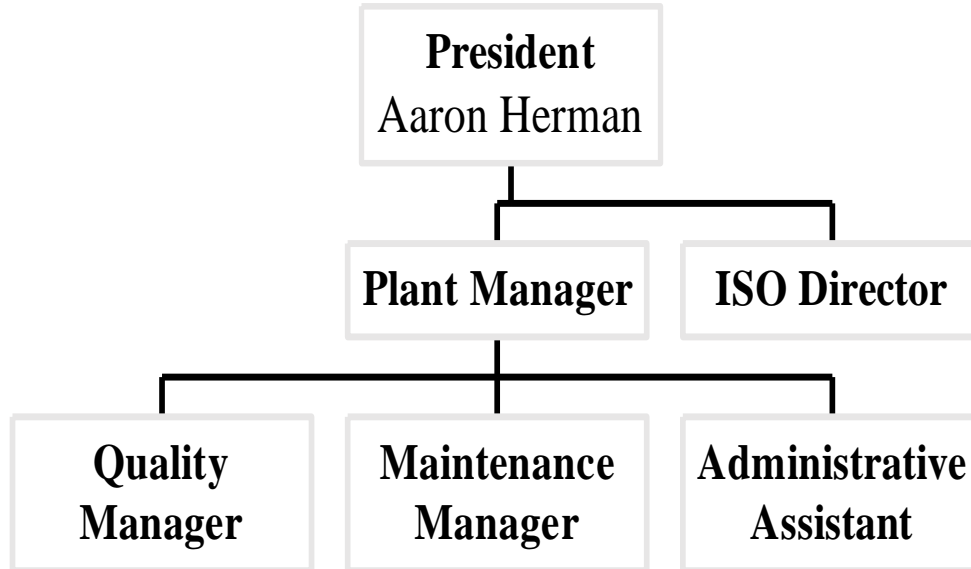 President
Aaron Herman
Plant Manager
ISO Director
Quality
Manager
Maintenance
Manager
Administrative
Assistant